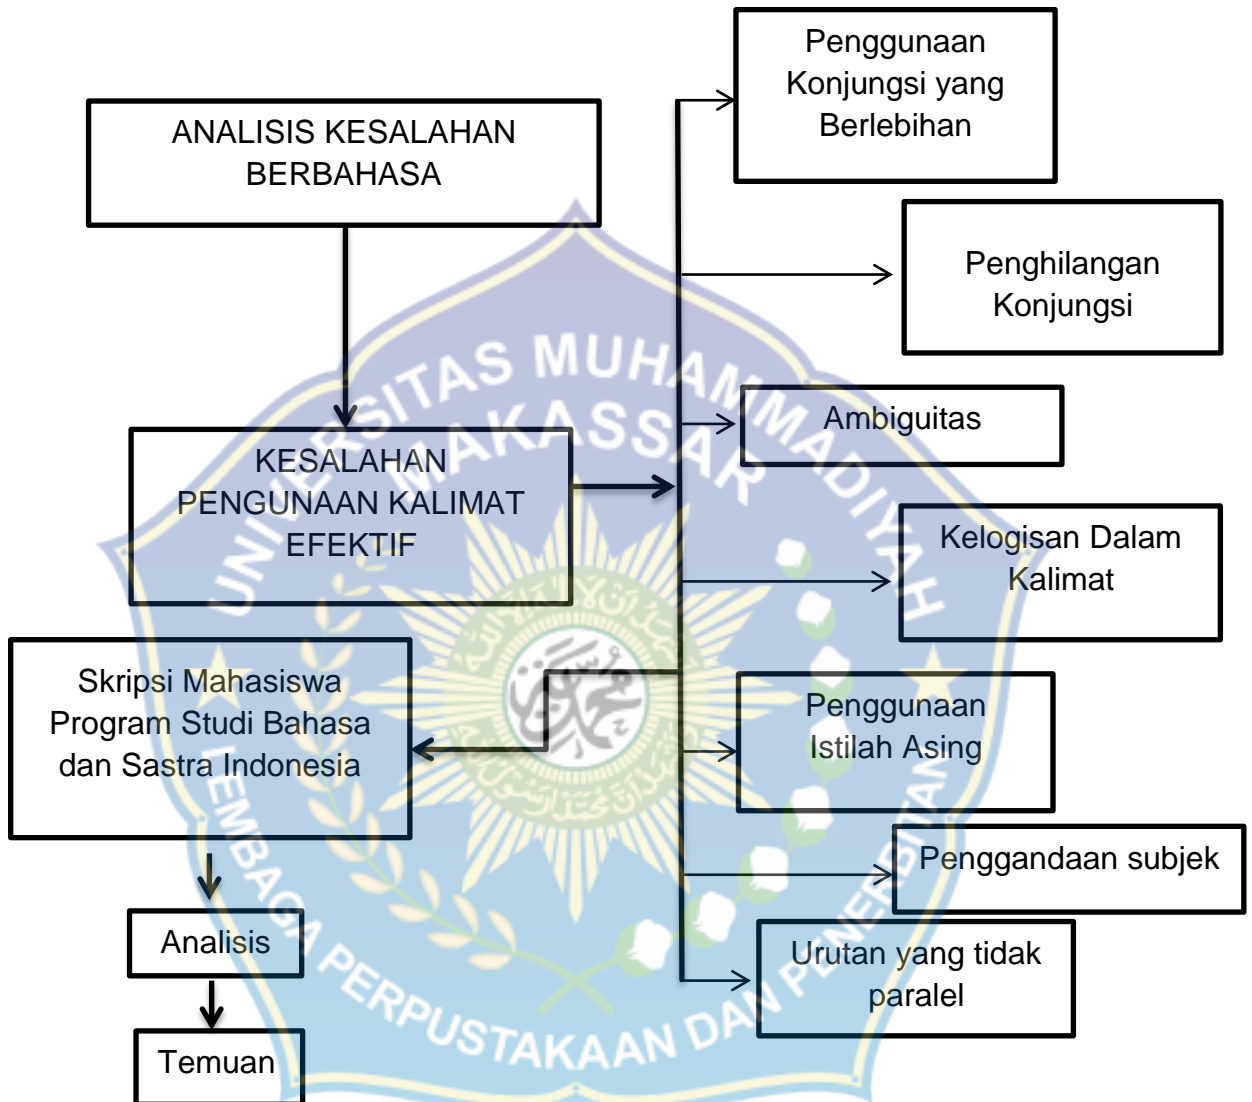 Penggunaan
Konjungsi yang
Berlebihan
ANALISIS KESALAHAN
BERBAHASA
Penghilangan
Konjungsi
Ambiguitas
KESALAHAN
PENGUNAAN KALIMAT
EFEKTIF
Kelogisan Dalam
Kalimat
Skripsi Mahasiswa
Program Studi Bahasa
dan Sastra Indonesia
Penggunaan
Istilah Asing
Penggandaan subjek
Analisis
Urutan yang tidak
paralel
Temuan
UNIVERSITAS MUHAMMADIYAH
MAKASSAR
LEMBAGA PERPUSTAKAAN DAN PENERBITAN